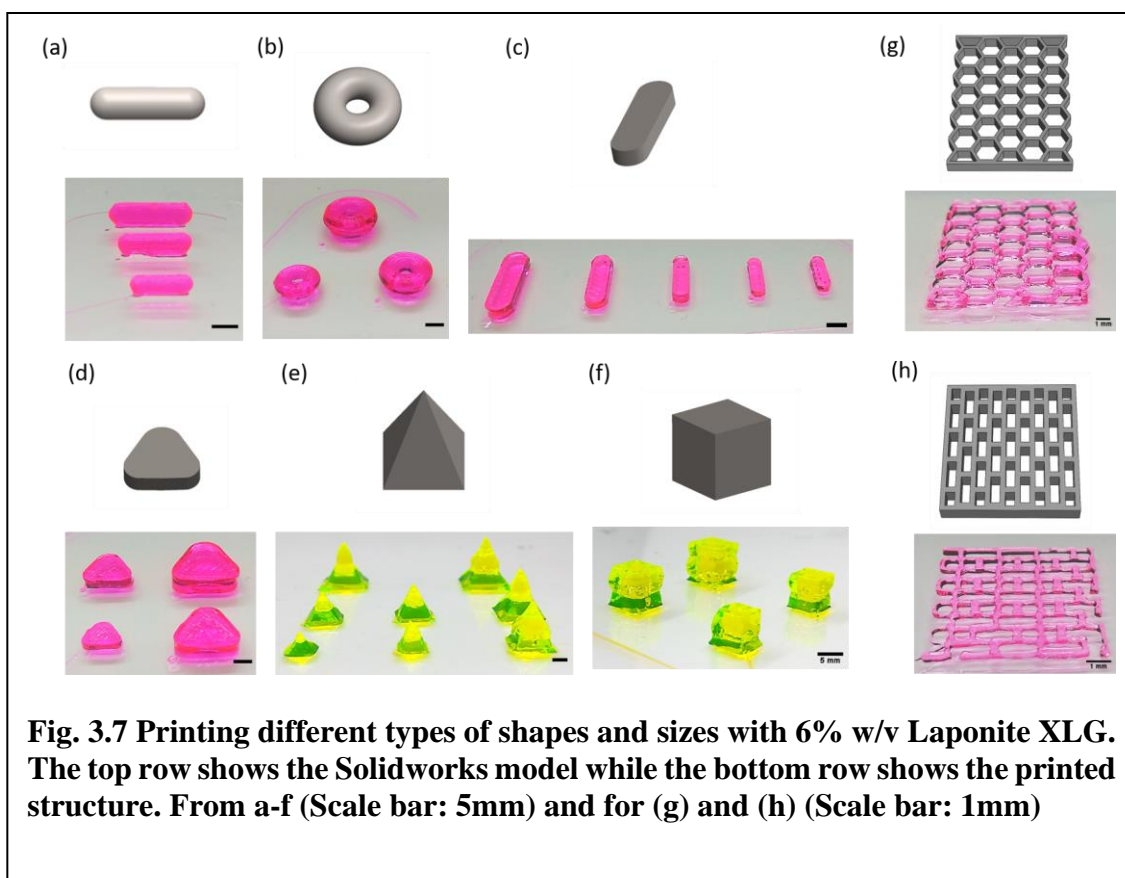 (a)
(b)
(c)
(g)
1 mm
(d)
(e)
(f)
(h)
5 mm
1 mm
Fig. 3.7 Printing different types of shapes and sizes with 6% w/v Laponite XLG.
The top row shows the Solidworks model while the bottom row shows the printed
structure. From a-f (Scale bar: 5mm) and for (g) and (h) (Scale bar: 1mm)